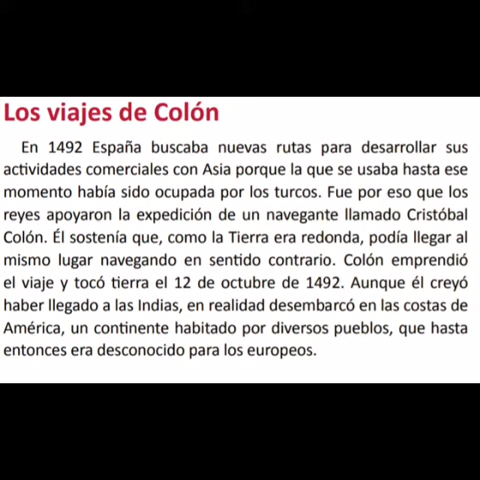 Los viajes de Colón
En 1492 España buscaba nuevas rutas para desarrollar sus
actividades comerciales con Asia porque la que se usaba hasta ese
momento había sido ocupada por los turcos. Fue por eso que los
reyes apoyaron la expedición de un navegante llamado Cristóbal
Colón. Él sostenía que, como la Tierra era redonda, podía llegar al
mismo lugar navegando en sentido contrario. Colón emprendió
el viaje y tocó tierra el 12 de octubre de 1492. Aunque él creyó
haber llegado a las Indias, en realidad desembarcó en las costas de
América, un continente habitado por diversos pueblos, que hasta
entonces era desconocido para los europeos.